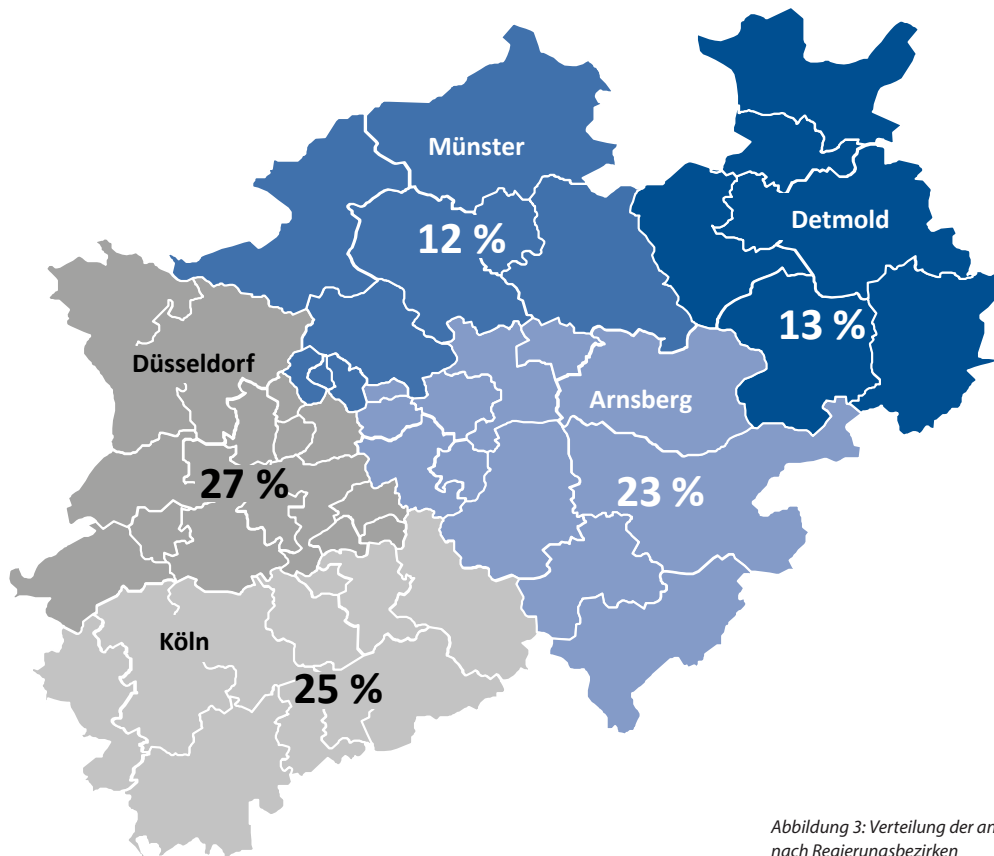 Münster
12 %
Detmold
13 %
Düsseldorf
27 %
Arnsberg
23 %
Köln
25 %
Abbildung 3: Verteilung der
nach Regierungsbezirken